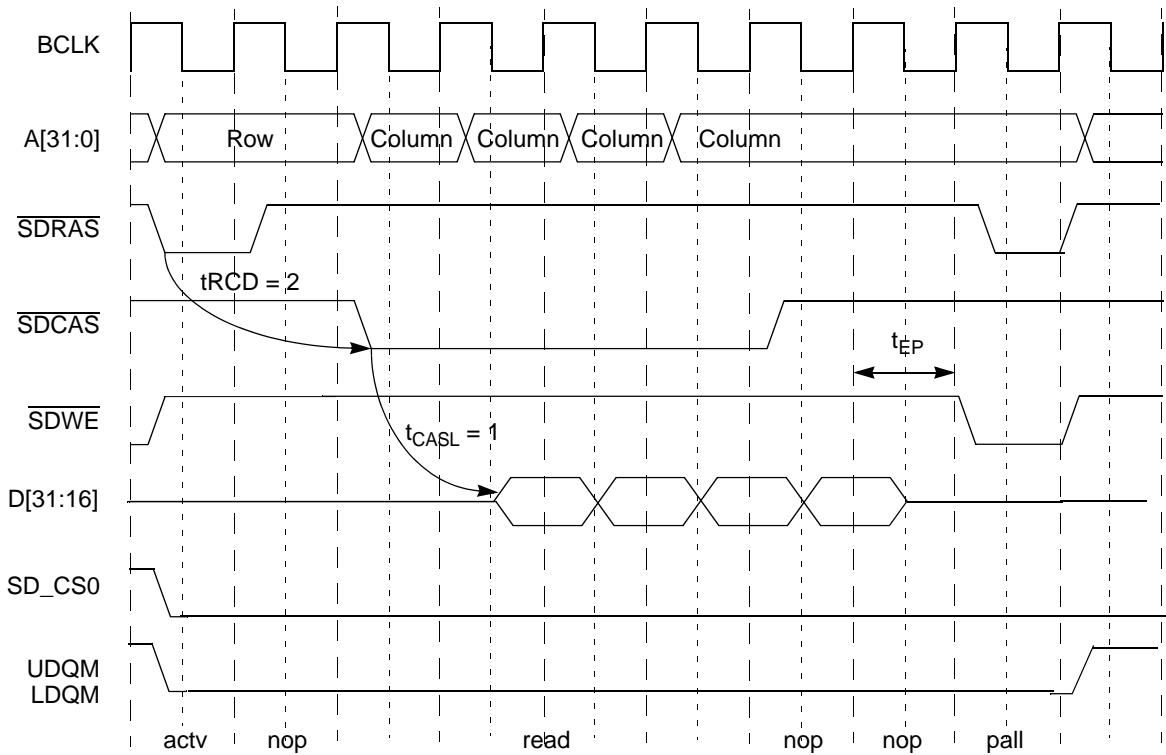 BCLK
A[31:0]
Row
Column
Column
Column
Column
SDRAS
tRCD = 2
SDCAS
tEP
SDWE
tCASL = 1
D[31:16]
SD_CS0
UDQM
LDQM
actv nop read nop nop pall